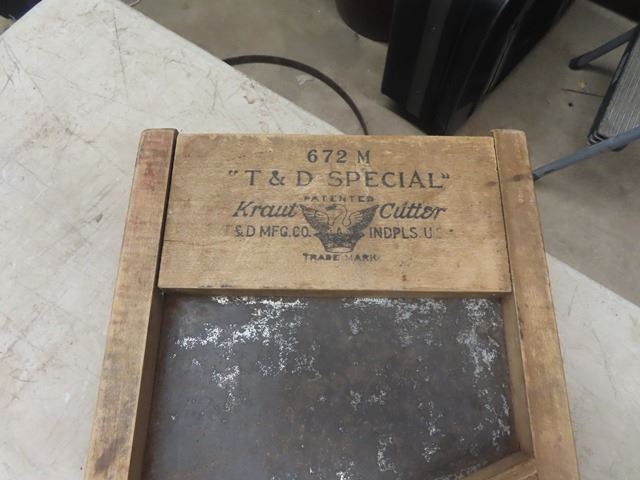 672 M
"T & D SPECIAL"
PATENTED
Kraut Cutter
T & D MFG. CO. INDPLS. U.S.
TRADE MARK